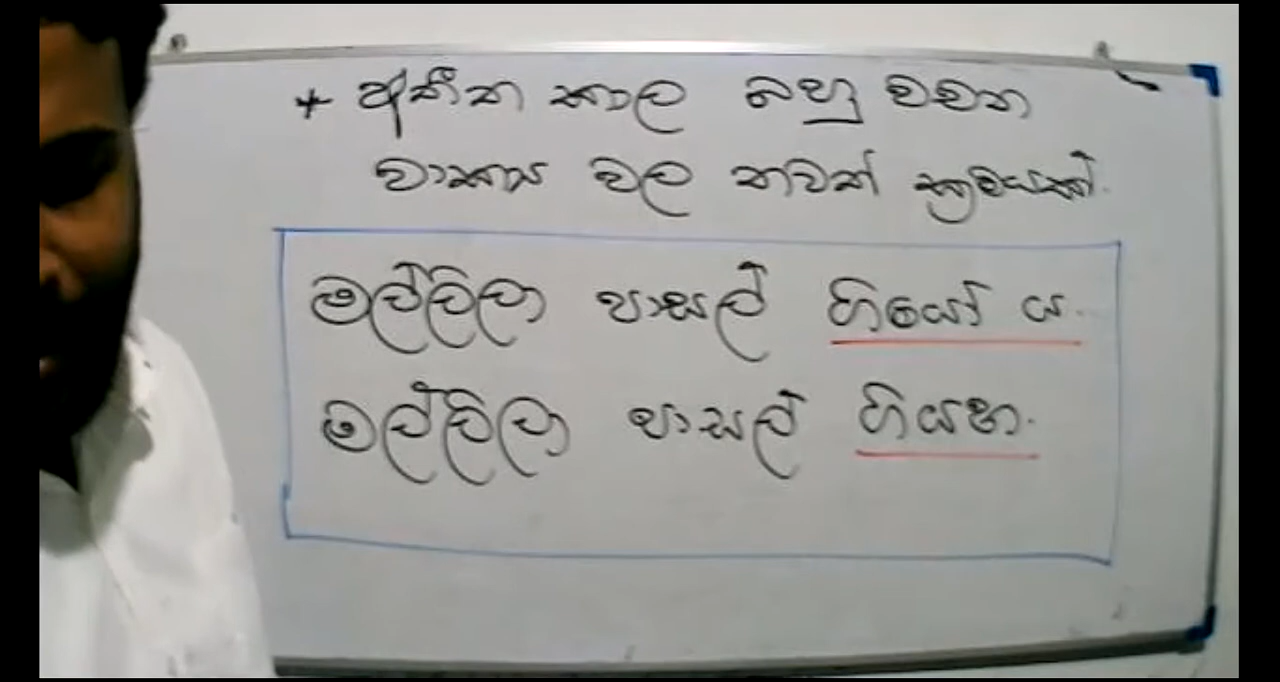 + අතීත කාල බහු වචන
වාක්‍ය වල තවත් ක්‍රමයක්.
මල්ලිලා පාසල් ගියෝ ය.
මල්ලිලා පාසල් ගියහ.